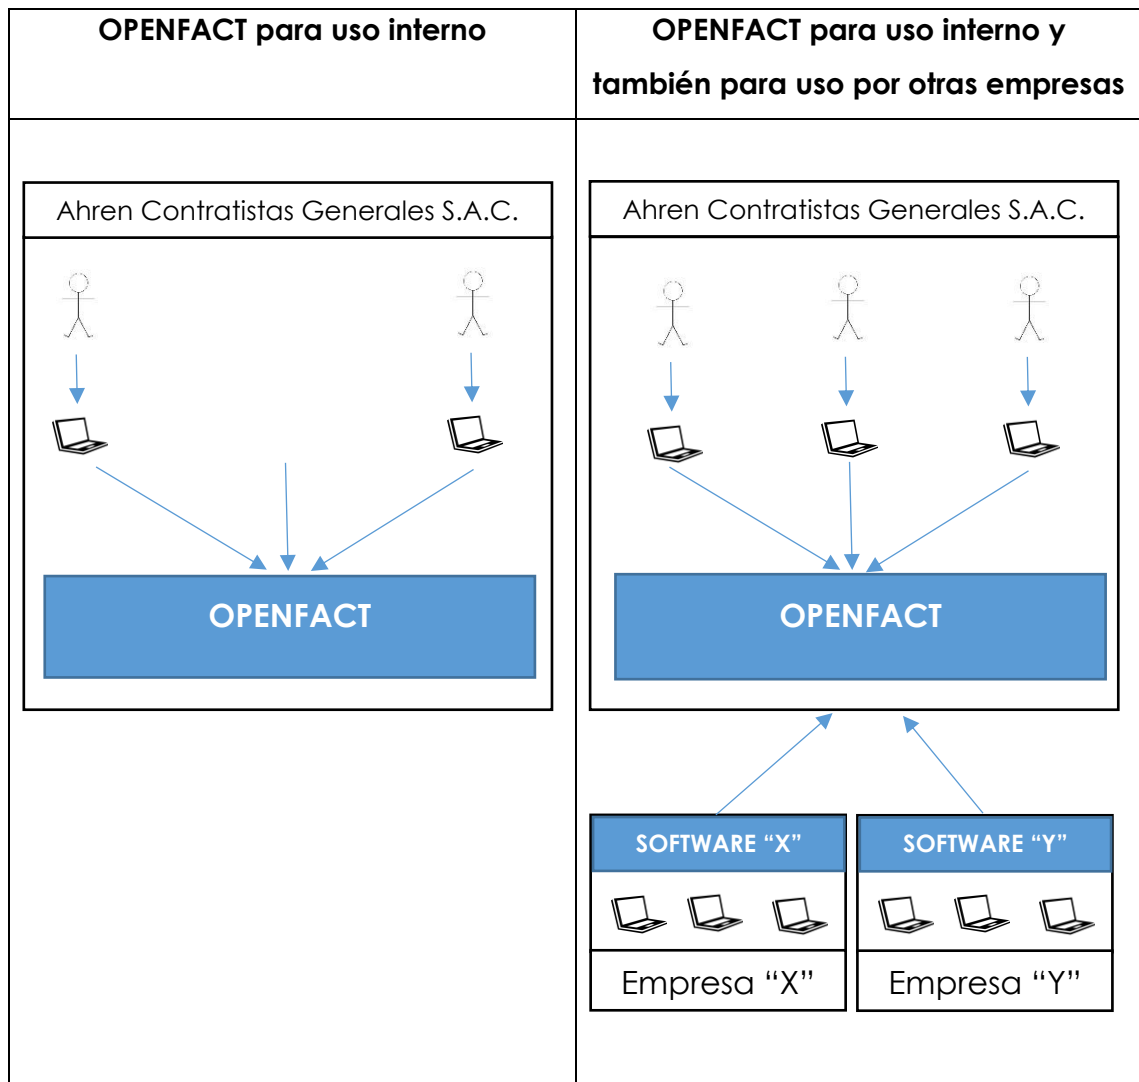 OPENFACT para uso interno
OPENFACT para uso interno y
también para uso por otras empresas
Ahren Contratistas Generales S.A.C.
OPENFACT
Ahren Contratistas Generales S.A.C.
OPENFACT
SOFTWARE “X”
SOFTWARE “Y”
Empresa “X”
Empresa “Y”